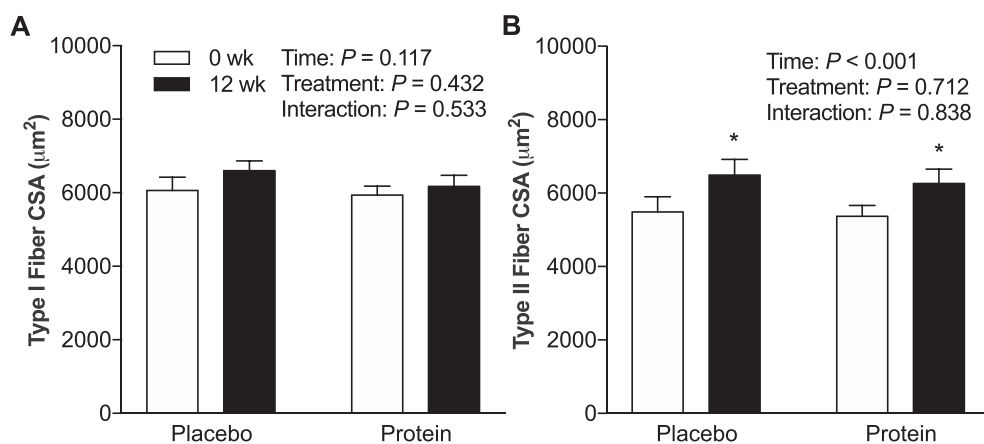 A
Type I Fiber CSA (μm²)
10000
8000
6000
4000
2000
0
0 wk
12 wk
Time: P = 0.117
Treatment: P = 0.432
Interaction: P = 0.533
Placebo
Protein
B
Type II Fiber CSA (μm²)
10000
8000
6000
4000
2000
0
Time: P < 0.001
Treatment: P = 0.712
Interaction: P = 0.838
*
*
Placebo
Protein